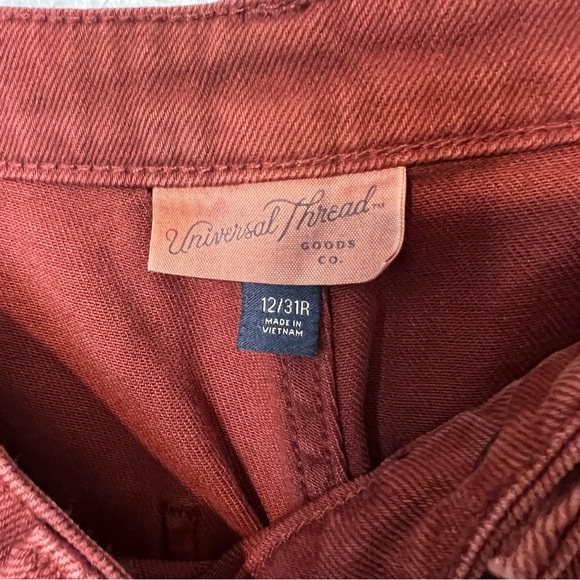 Universal Thread™
GOODS
CO.
12/31R
MADE IN
VIETNAM